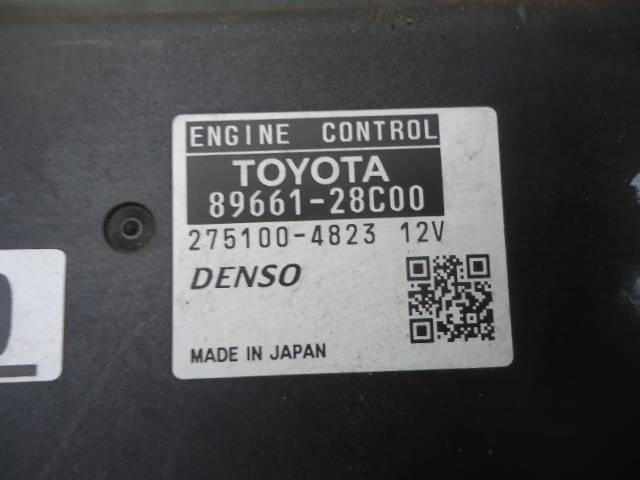 ENGINE CONTROL
TOYOTA
89661-28C00
275100-4823 12V
DENSO
MADE IN JAPAN